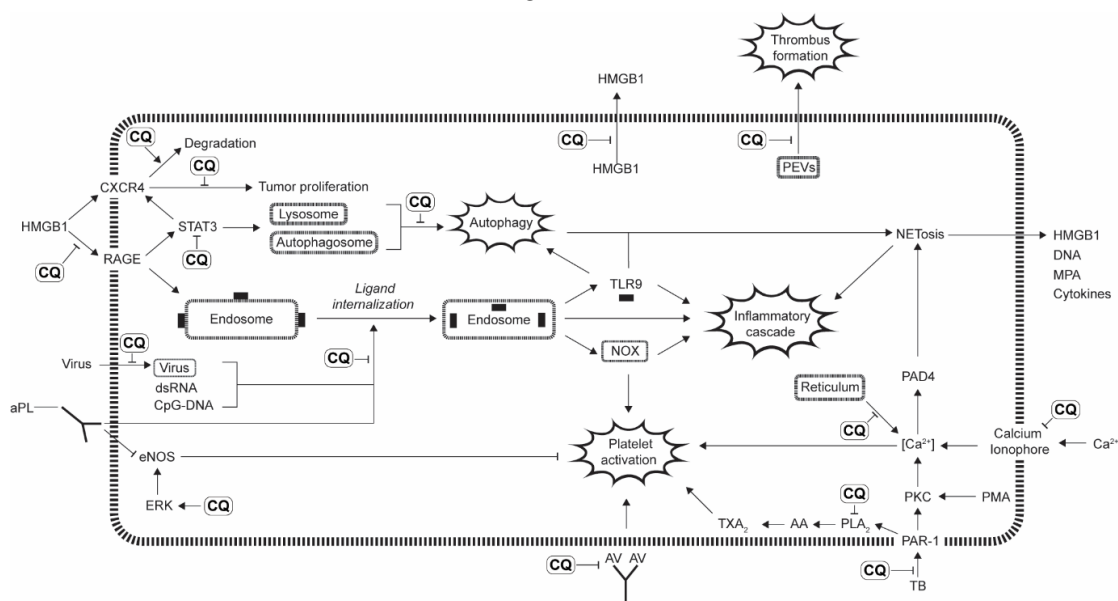 Thrombus
formation
HMGB1
CQ
CQ
HMGB1
PEVs
CQ
Degradation
CQ
CXCR4
Tumor proliferation
HMGB1
STAT3
Lysosome
Autophagosome
CQ
Autophagy
NETosis
HMGB1
DNA
MPA
Cytokines
CQ
RAGE
CQ
Endosome
Ligand
internalization
Endosome
TLR9
NOX
Inflammatory
cascade
Virus
CQ
Virus
dsRNA
CpG-DNA
CQ
aPL
eNOS
ERK
CQ
Platelet
activation
Reticulum
CQ
PAD4
[Ca²⁺]
Calcium
Ionophore
CQ
Ca²⁺
PKC
PMA
CQ
TXA₂
AA
PLA₂
PAR-1
CQ
TB
CQ
AV AV